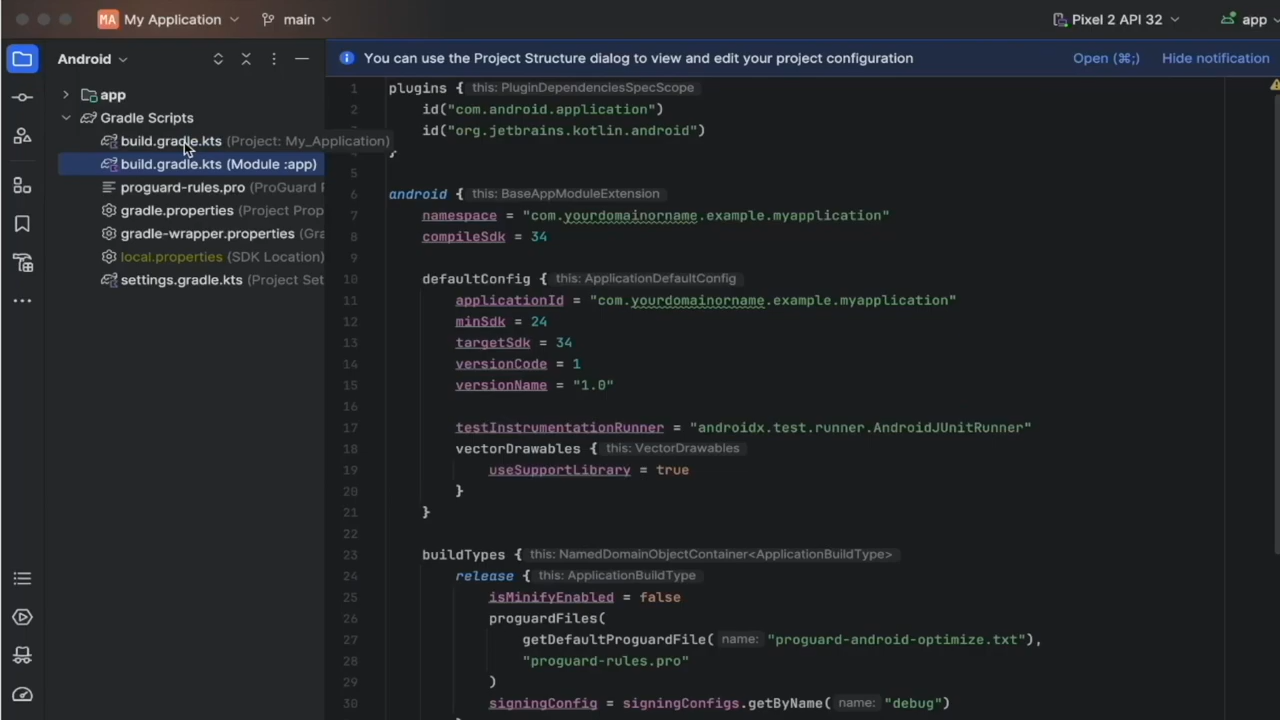 MA My Application main Pixel 2 API 32 app
Android
You can use the Project Structure dialog to view and edit your project configuration Open (⌘;) Hide notification
app
Gradle Scripts
build.gradle.kts (Project: My_Application)
build.gradle.kts (Module :app)
proguard-rules.pro (ProGuard
gradle.properties (Project Prop
gradle-wrapper.properties (Gra
local.properties (SDK Location)
settings.gradle.kts (Project Set
1 plugins { this: PluginDependenciesSpecScope
2 id("com.android.application")
id("org.jetbrains.kotlin.android")
}
5
6 android { this: BaseAppModuleExtension
7 namespace = "com.yourdomainorname.example.myapplication"
8 compileSdk = 34
9
10 defaultConfig { this: ApplicationDefaultConfig
11 applicationId = "com.yourdomainorname.example.myapplication"
12 minSdk = 24
13 targetSdk = 34
14 versionCode = 1
15 versionName = "1.0"
16
17 testInstrumentationRunner = "androidx.test.runner.AndroidJUnitRunner"
18 vectorDrawables { this: VectorDrawables
19 useSupportLibrary = true
20 }
21 }
22
23 buildTypes { this: NamedDomainObjectContainer<ApplicationBuildType>
24 release { this: ApplicationBuildType
25 isMinifyEnabled = false
26 proguardFiles(
27 getDefaultProguardFile( name: "proguard-android-optimize.txt"),
28 "proguard-rules.pro"
29 )
30 signingConfig = signingConfigs.getByName( name: "debug")